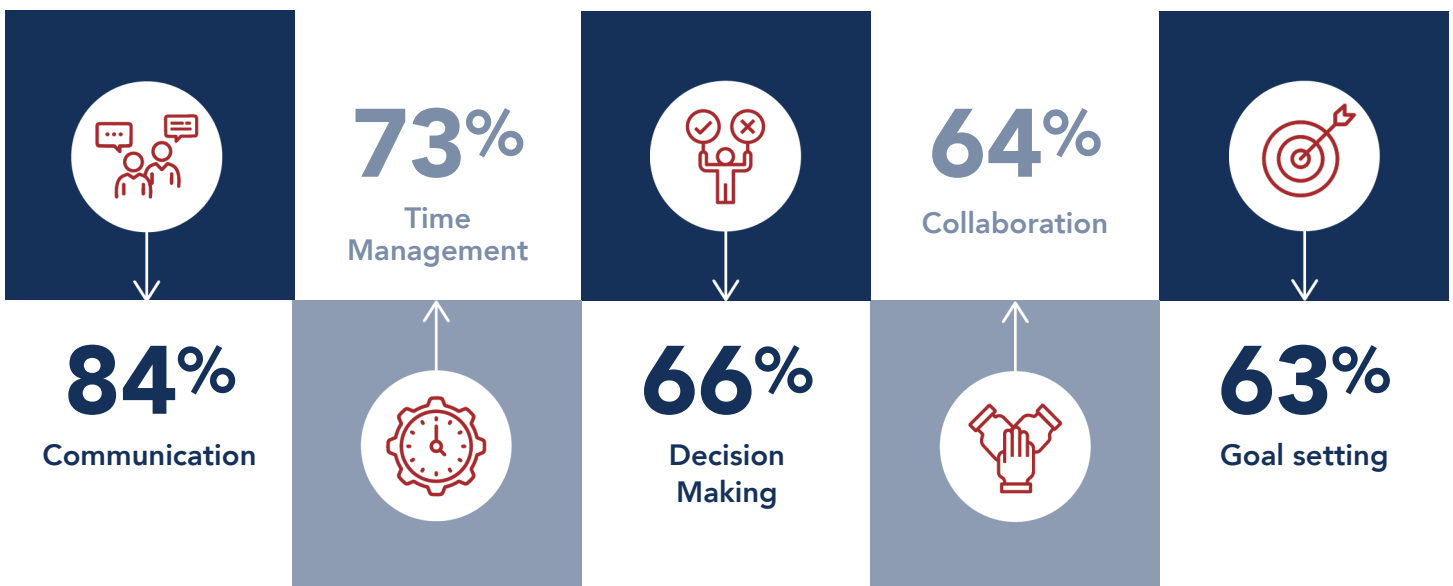 84%
Communication
73%
Time
Management
66%
Decision
Making
64%
Collaboration
63%
Goal setting